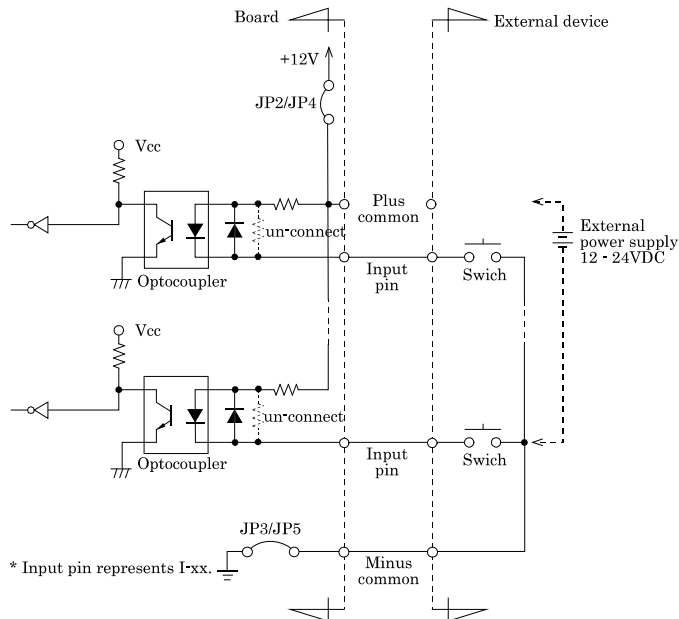 Board
External device
+12V
JP2/JP4
Vcc
Plus
common
un-connect
External
power supply
12 - 24VDC
Input
pin
Swich
Optocoupler
Vcc
un-connect
Input
pin
Swich
Optocoupler
JP3/JP5
* Input pin represents I-xx.
Minus
common